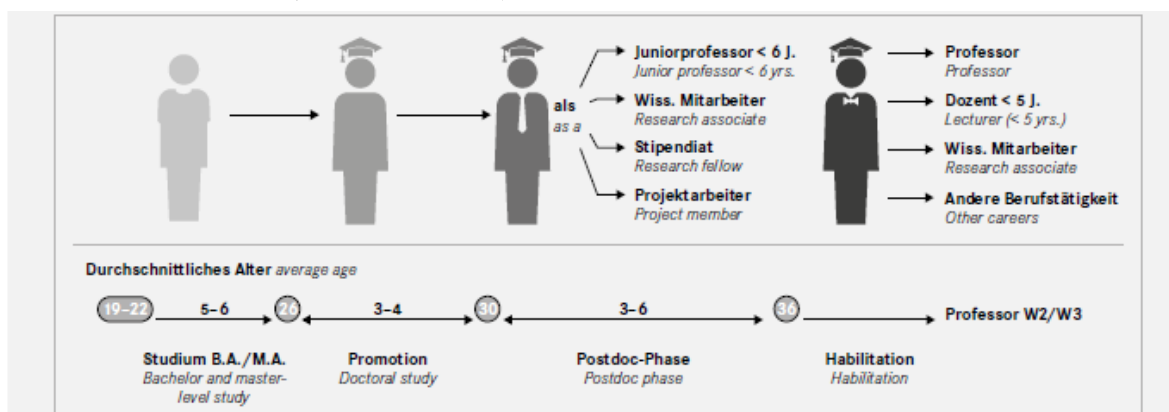 Juniorprofessor < 6 J.
Junior professor < 6 yrs.
als
as a
Wiss. Mitarbeiter
Research associate
Stipendiat
Research fellow
Projektarbeiter
Project member
Professor
Professor
Dozent < 5 J.
Lecturer (< 5 yrs.)
Wiss. Mitarbeiter
Research associate
Andere Berufstätigkeit
Other careers
Durchschnittliches Alter average age
19–22 5–6 26 3–4 30 3–6 36 Professor W2/W3
Studium B.A./M.A.
Bachelor and master-
level study
Promotion
Doctoral study
Postdoc-Phase
Postdoc phase
Habilitation
Habilitation